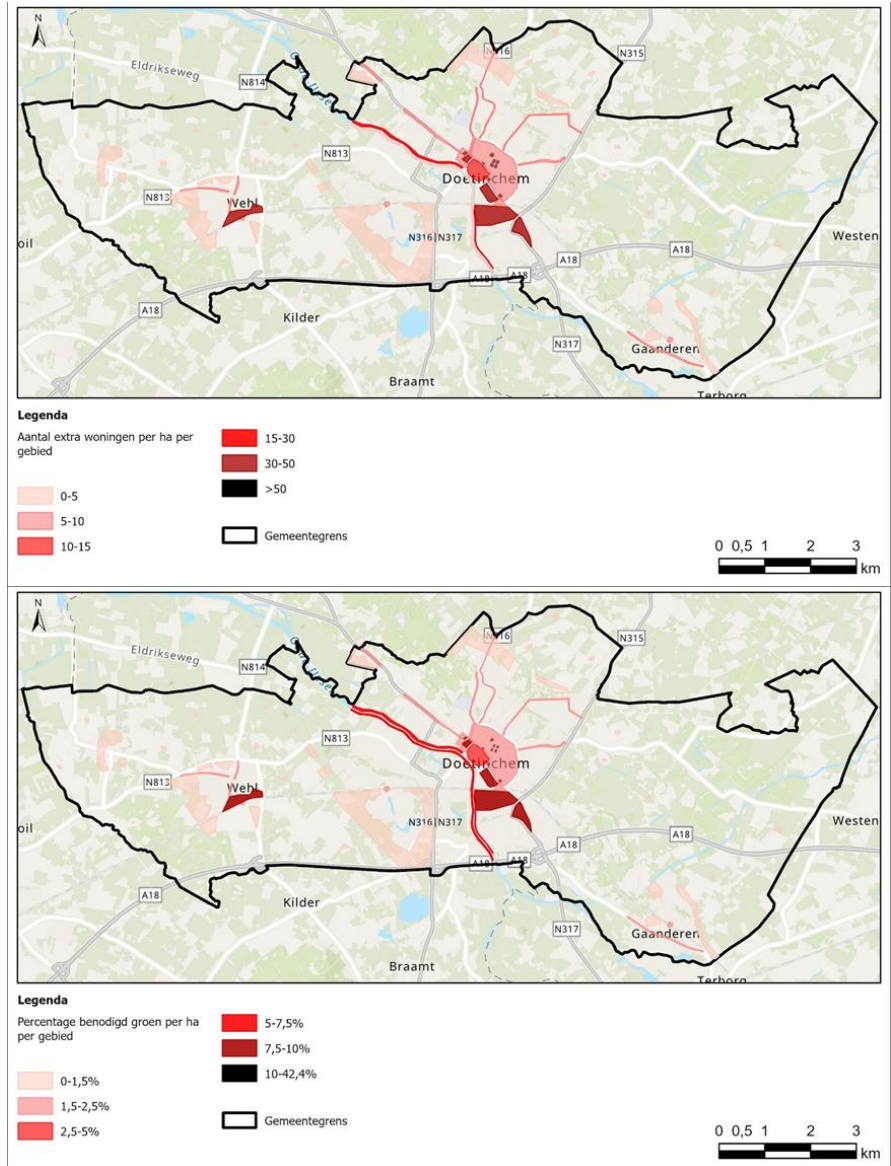 N
N316
N315
Eldrikseweg
N814
N813
Doetinchem
N813
Wehl
oil
N316|N317
Westen
A18
A18
A18
A18
A18
Kilder
N317
Gaanderen
Braamt
Terborg
Legenda
Aantal extra woningen per ha per
gebied
0-5
5-10
10-15
15-30
30-50
>50
Gemeentegrens
0 0,5 1 2 3
km
N
N315
Eldrikseweg
N814
N813
Doetinchem
N813
Wehl
oil
N316|N317
Westen
A18
A18
A18
A18
A18
Kilder
N317
Gaanderen
Braamt
Terborg
Legenda
Percentage benodigd groen per ha
per gebied
0-1,5%
1,5-2,5%
2,5-5%
5-7,5%
7,5-10%
10-42,4%
Gemeentegrens
0 0,5 1 2 3
km